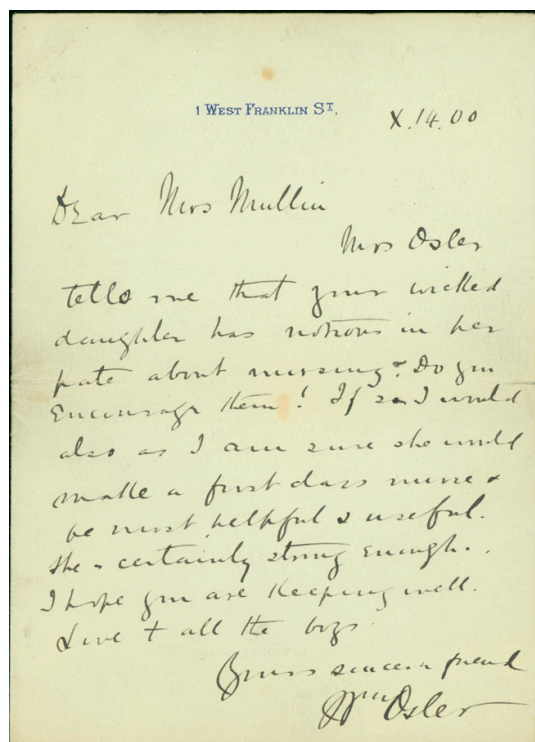 1 WEST FRANKLIN ST.
X.14.00
Dear Mrs Mullin
Mrs Osler
tells me that your wicked
daughter has notions in her
pate about nursing. Do you
Encourage them! If so I would
also as I am sure she would
make a first class nurse &
be most helpful & useful.
She is certainly strong Enough.
I hope you are Keeping well.
Love to all the boys
Yours sincere friend
Wm Osler